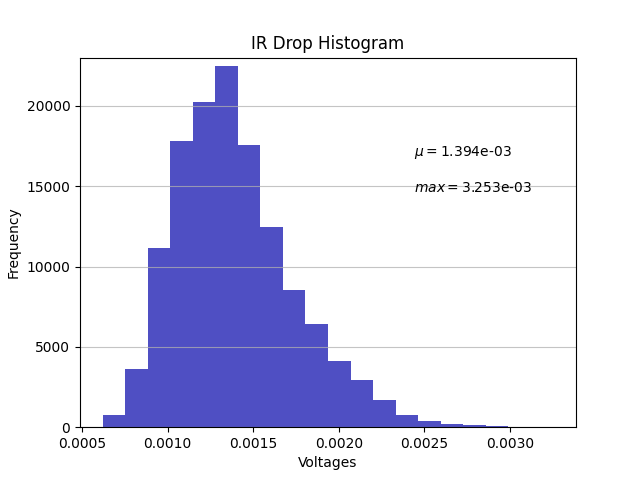 IR Drop Histogram
20000
15000
10000
5000
0
Frequency
μ = 1.394e-03
max = 3.253e-03
0.0005 0.0010 0.0015 0.0020 0.0025 0.0030
Voltages